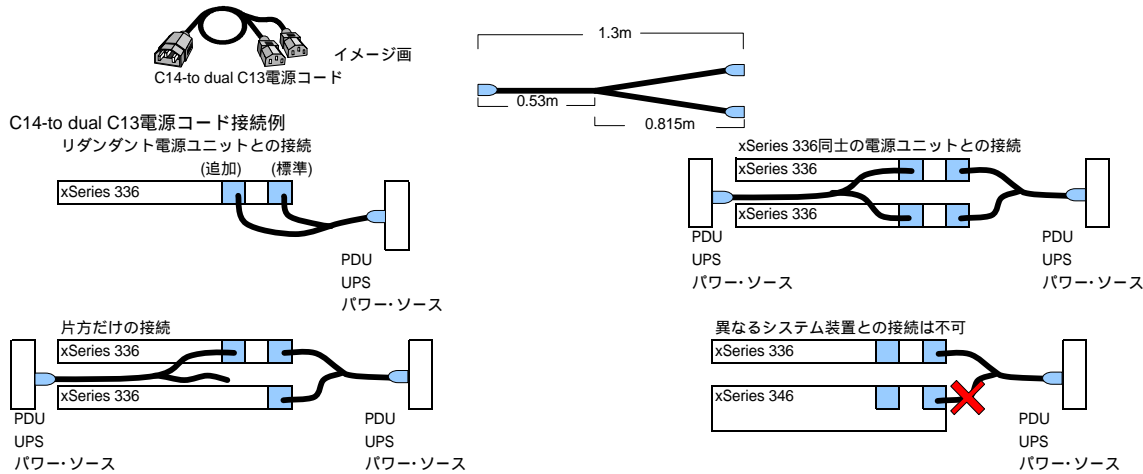 イメージ画
C14-to dual C13電源コード
1.3m
0.53m
0.815m
C14-to dual C13電源コード接続例
リダンダント電源ユニットとの接続
(追加)
(標準)
xSeries 336
PDU
UPS
パワー・ソース
xSeries 336同士の電源ユニットとの接続
xSeries 336
xSeries 336
PDU
UPS
パワー・ソース
PDU
UPS
パワー・ソース
片方だけの接続
xSeries 336
xSeries 336
PDU
UPS
パワー・ソース
PDU
UPS
パワー・ソース
異なるシステム装置との接続は不可
xSeries 336
xSeries 346
PDU
UPS
パワー・ソース